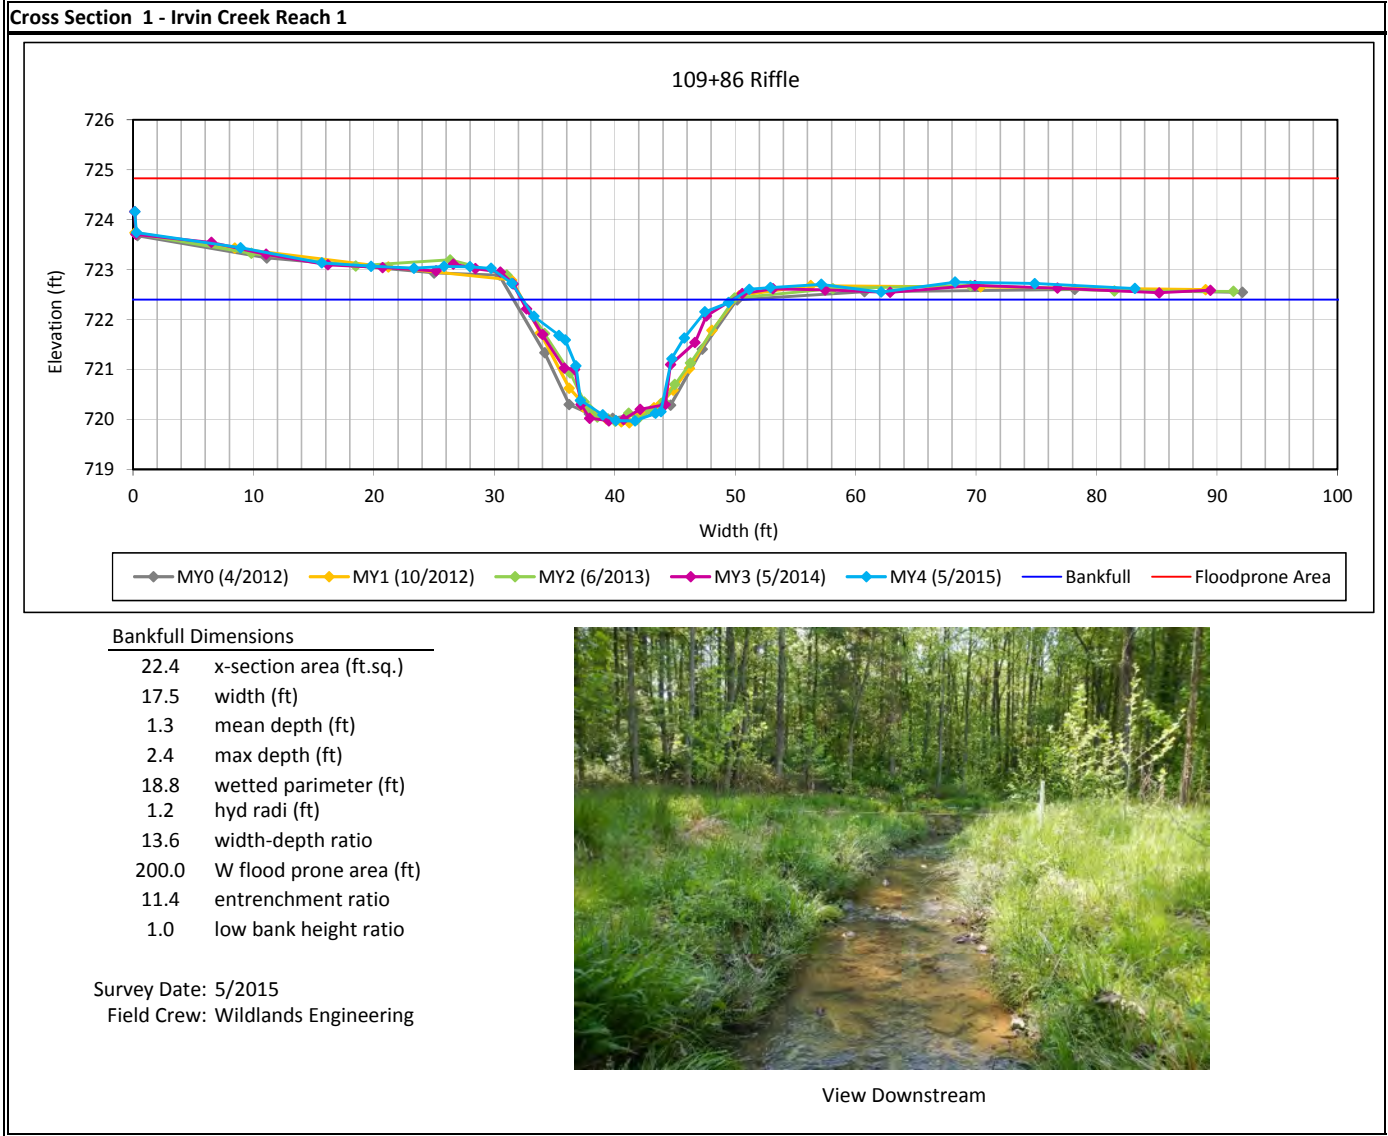 Cross Section 1 - Irvin Creek Reach 1
109+86 Riffle
726
725
724
723
722
721
720
719
Elevation (ft)
0 10 20 30 40 50 60 70 80 90 100
Width (ft)
MY0 (4/2012) MY1 (10/2012) MY2 (6/2013) MY3 (5/2014) MY4 (5/2015) Bankfull Floodprone Area
Bankfull Dimensions
22.4 x-section area (ft.sq.)
17.5 width (ft)
1.3 mean depth (ft)
2.4 max depth (ft)
18.8 wetted parimeter (ft)
1.2 hyd radi (ft)
13.6 width-depth ratio
200.0 W flood prone area (ft)
11.4 entrenchment ratio
1.0 low bank height ratio
Survey Date: 5/2015
Field Crew: Wildlands Engineering
View Downstream